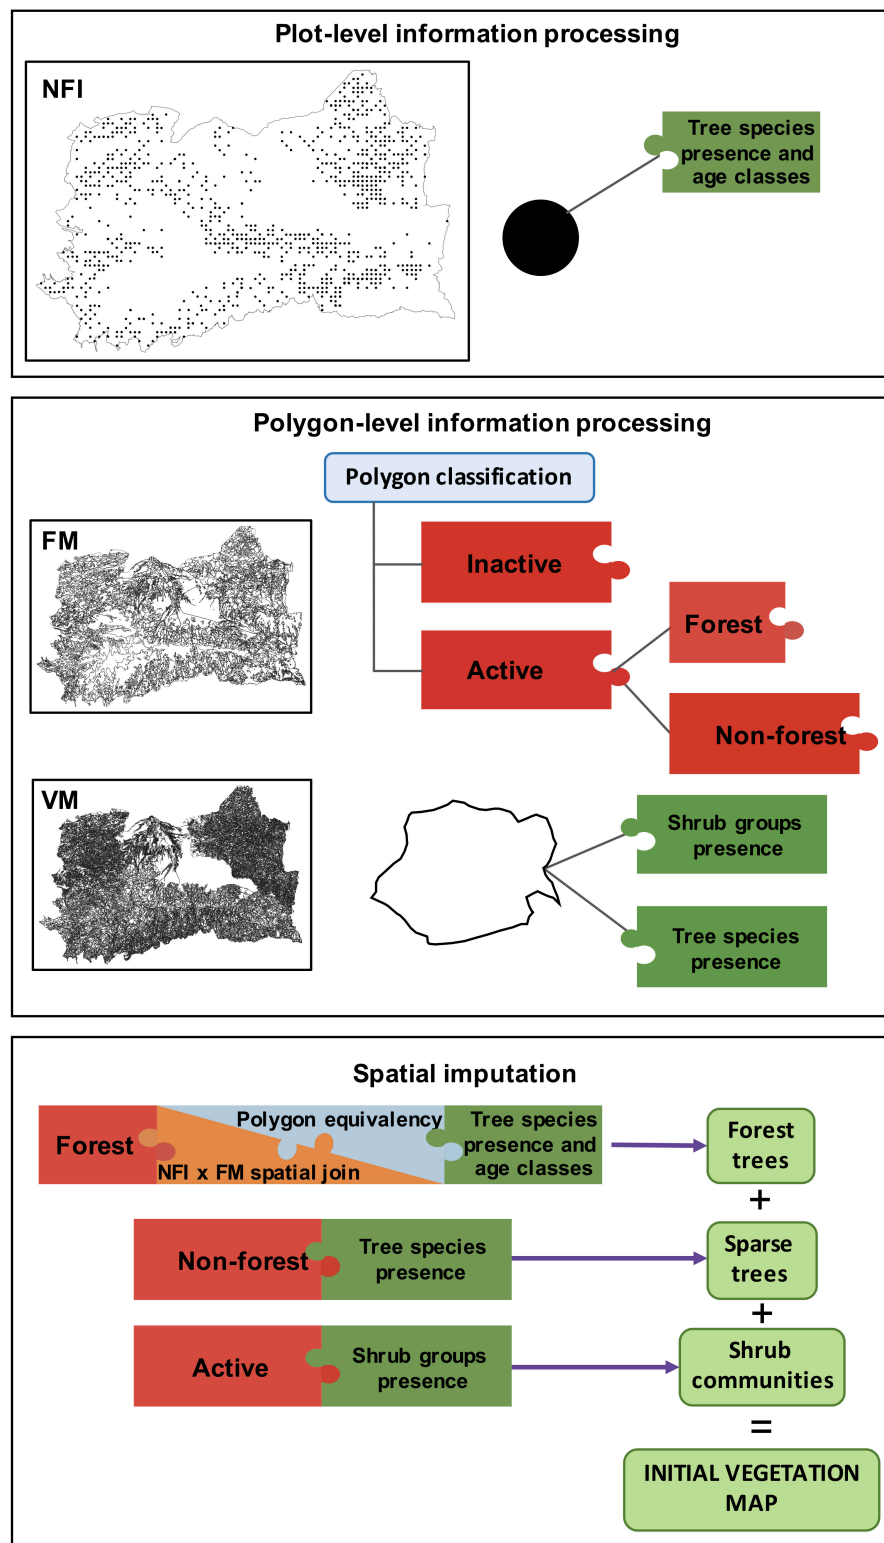 Plot-level information processing
NFI
Tree species
presence and
age classes
Polygon-level information processing
Polygon classification
FM
Inactive
Forest
Active
Non-forest
VM
Shrub groups
presence
Tree species
presence
Spatial imputation
Forest
Polygon equivalency
NFI x FM spatial join
Tree species
presence and
age classes
Forest
trees
+
Non-forest
Tree species
presence
Sparse
trees
+
Active
Shrub groups
presence
Shrub
communities
=
INITIAL VEGETATION
MAP